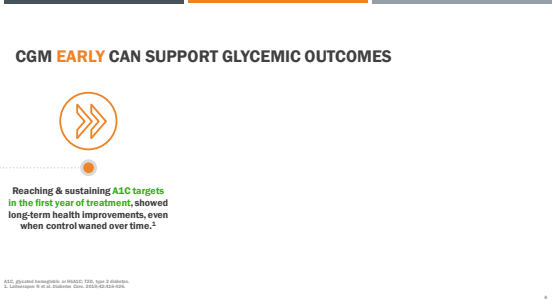 CGM EARLY CAN SUPPORT GLYCEMIC OUTCOMES
Reaching & sustaining A1C targets
in the first year of treatment, showed
long-term health improvements, even
when control waned over time.1
A1C, glycated hemoglobin or HbA1C; T2D, type 2 diabetes.
1. Laiteerapong N et al. Diabetes Care. 2019;42:416-426.